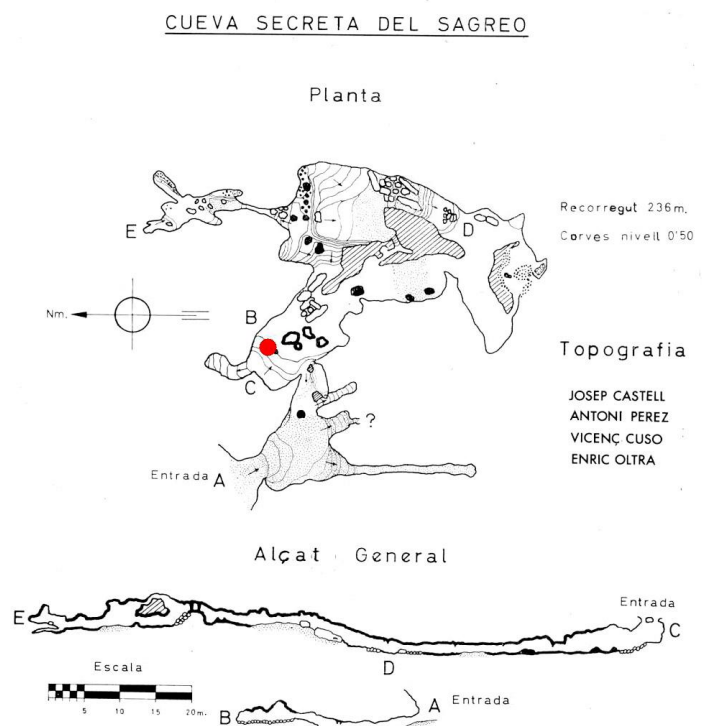 CUEVA SECRETA DEL SAGREO
Planta
E
D
Recorregut 236m.
Corves nivell 0'50
Nm.
B
C
Topografia
JOSEP CASTELL
ANTONI PEREZ
VICENÇ CUSO
ENRIC OLTRA
?
Entrada A
Alçat General
E
Entrada
C
D
Escala
5 10 15 20m.
B
A Entrada